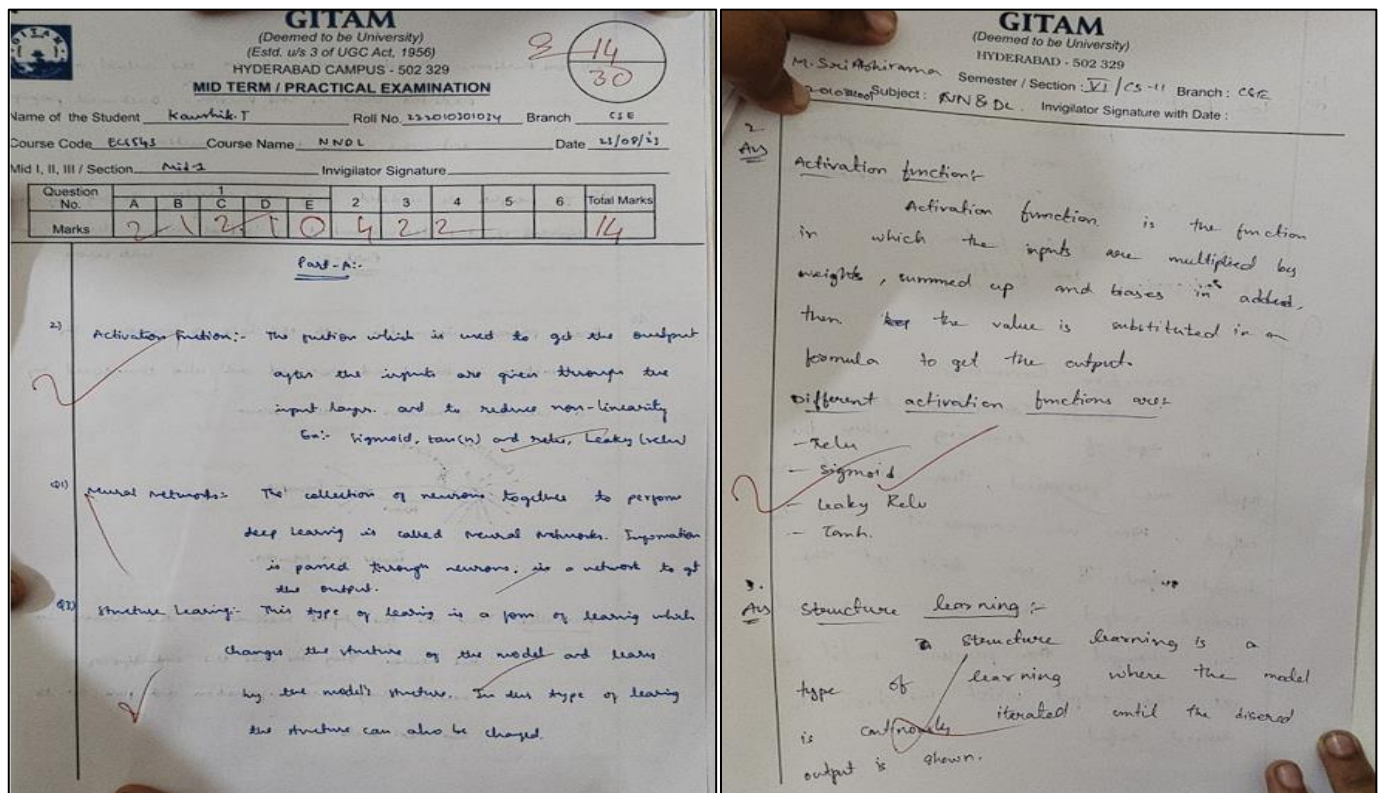 GITAM
(Deemed to be University)
(Estd. u/s 3 of UGC Act, 1956)
HYDERABAD CAMPUS - 502 329
MID TERM / PRACTICAL EXAMINATION
14
30
Name of the Student Kaushik.T Roll No. 222010301034 Branch CSE
Course Code Course Name NNDL Date
Mid I, II, III / Section Mid-1 Invigilator Signature
Question No. 1 A B C D E 2 3 4 5 6 Total Marks
Marks 2 1 2 1 0 4 2 2 14
Part-A:-
2) Activation Function:- The function which is used to get the output
after the inputs are given through the
input layer. and to reduce non-linearity
Ex:- Sigmoid, tan(h) and relu, Leaky (relu)
Q1) Neural Networks:- The collection of neurons together to perform
deep learnig is called Neural Networks. Information
is passed through neurons, in a network to get
the output.
Q3) Structure Learing:- This type of learing is a form of learing which
changes the structure of the model and learns
by the model's structure. In this type of learing
the structure can also be changed.
GITAM
(Deemed to be University)
HYDERABAD - 502 329
M. Sri Abhirama Semester / Section : VI / CS-11 Branch : CSE
Subject : NN & DL Invigilator Signature with Date :
2
Ans
Activation function:-
Activation function is the function
in which the inputs are multiplied by
weights, summed up and biases is added,
then the value is substituted in an
formula to get the output.
Different activation functions are:
- Relu
- Sigmoid
- Leaky Relu
- Tanh.
3.
Ans Structure learning :-
structure learning is a
type of learning where the model
is iterated until the
output is shown.